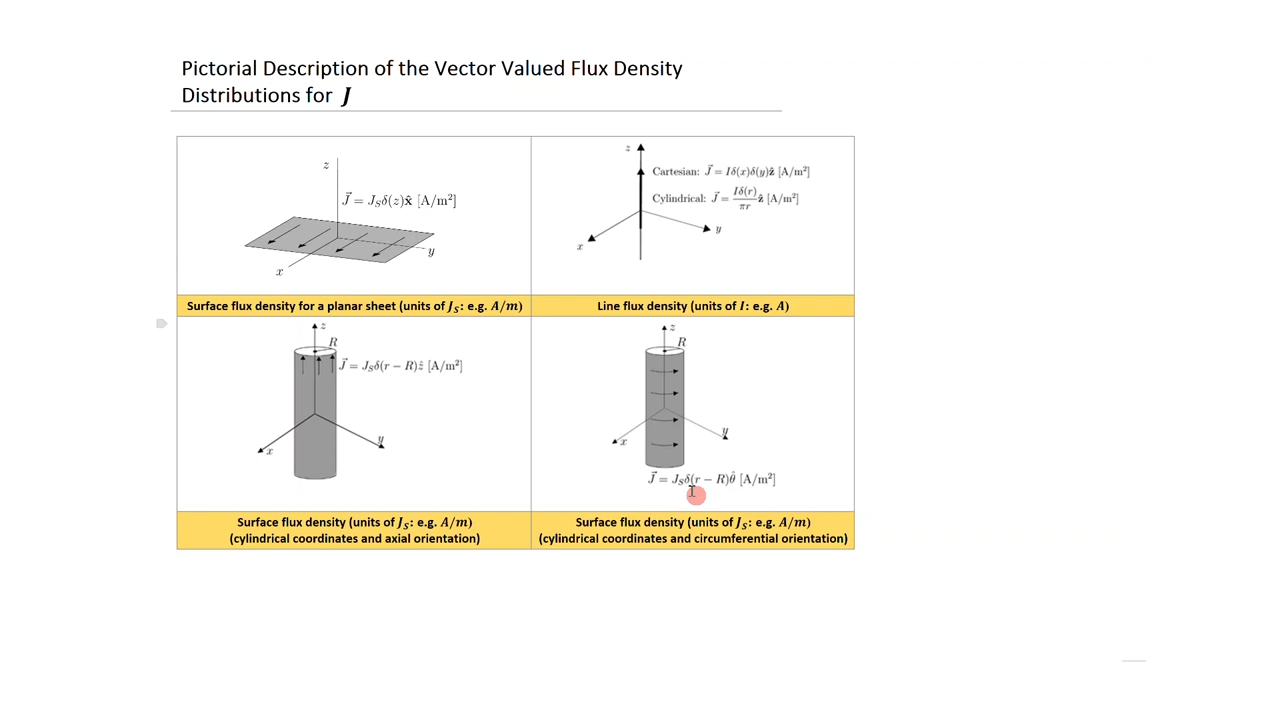 Pictorial Description of the Vector Valued Flux Density
Distributions for J
z
J⃗ = J_Sδ(z)x̂ [A/m²]
y
x
Surface flux density for a planar sheet (units of J_S: e.g. A/m)
z
Cartesian: J⃗ = Iδ(x)δ(y)ẑ [A/m²]
Cylindrical: J⃗ = Iδ(r)/πr ẑ [A/m²]
y
x
Line flux density (units of I: e.g. A)
z
R
J⃗ = J_Sδ(r − R)ẑ [A/m²]
y
x
Surface flux density (units of J_S: e.g. A/m)
(cylindrical coordinates and axial orientation)
z
R
y
x
J⃗ = J_Sδ(r − R)θ̂ [A/m²]
Surface flux density (units of J_S: e.g. A/m)
(cylindrical coordinates and circumferential orientation)